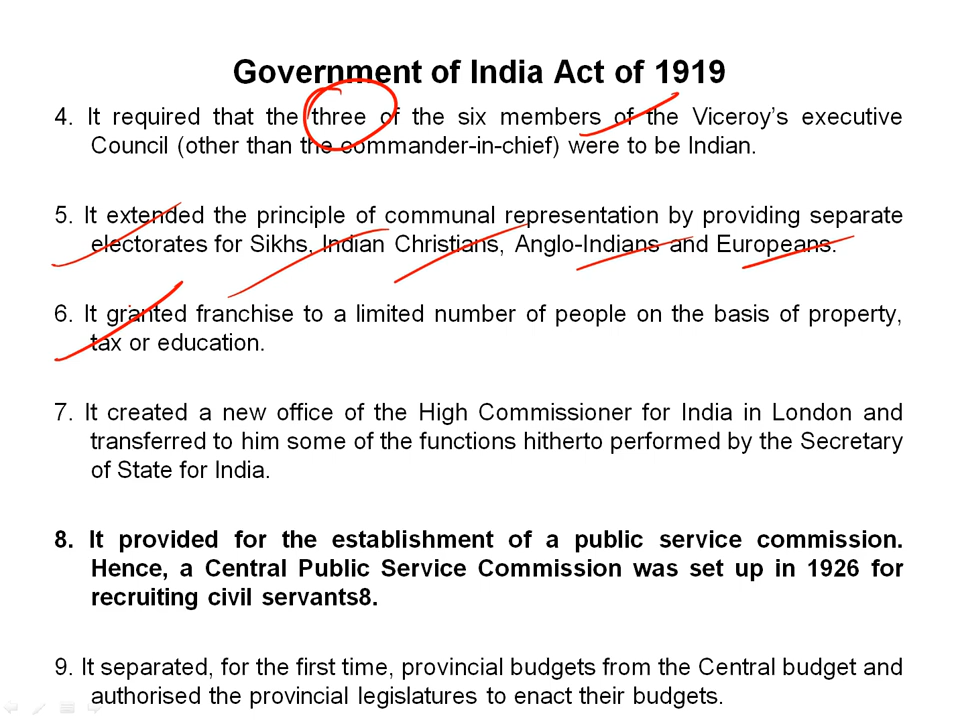 Government of India Act of 1919
4. It required that the three of the six members of the Viceroy's executive
Council (other than the commander-in-chief) were to be Indian.
5. It extended the principle of communal representation by providing separate
electorates for Sikhs, Indian Christians, Anglo-Indians and Europeans.
6. It granted franchise to a limited number of people on the basis of property,
tax or education.
7. It created a new office of the High Commissioner for India in London and
transferred to him some of the functions hitherto performed by the Secretary
of State for India.
8. It provided for the establishment of a public service commission.
Hence, a Central Public Service Commission was set up in 1926 for
recruiting civil servants8.
9. It separated, for the first time, provincial budgets from the Central budget and
authorised the provincial legislatures to enact their budgets.